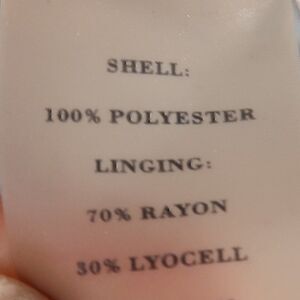 SHELL:
100% POLYESTER
LINGING:
70% RAYON
30% LYOCELL